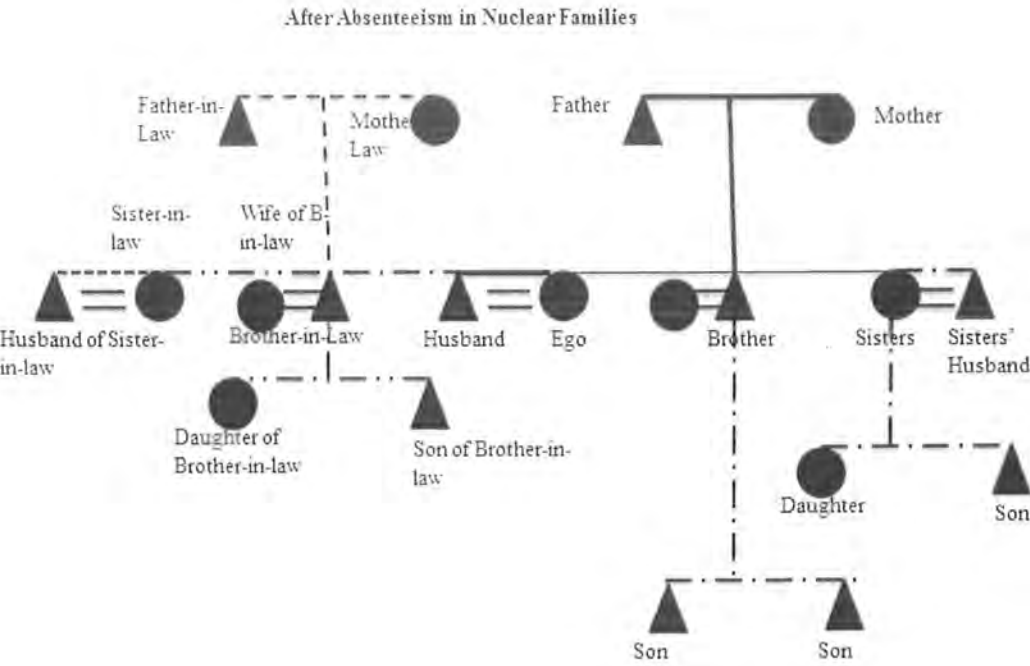 After Absenteeism in Nuclear Families
Father-in-
Law
Mothe
Law
Father
Mother
Sister-in-
law
Wife of B-
in-law
Husband of Sister-
in-law
Brother-in-Law
Husband
Ego
Brother
Sisters
Sisters'
Husband
Daughter of
Brother-in-law
Son of Brother-in-
law
Daughter
Son
Son
Son